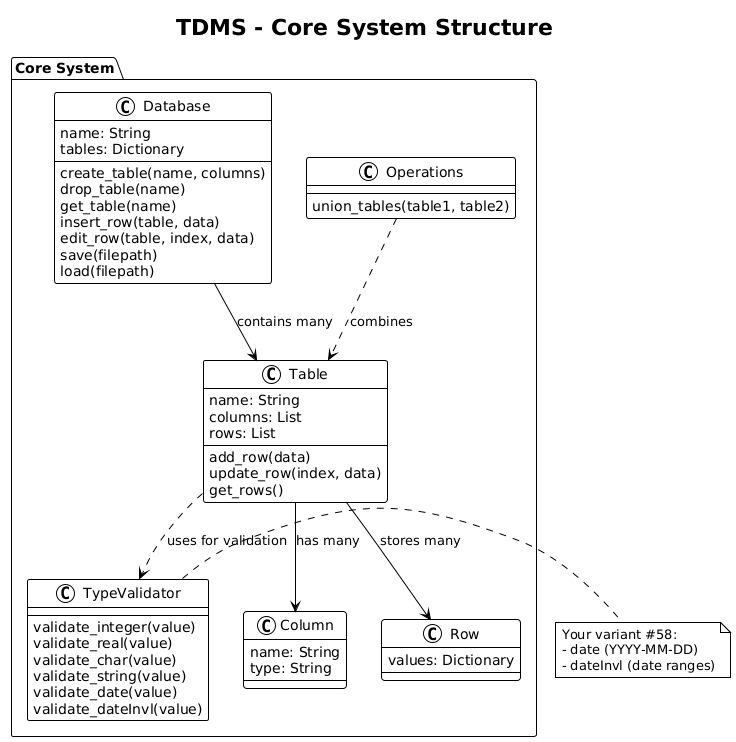 TDMS - Core System Structure
Core System
C Database
name: String
tables: Dictionary
create_table(name, columns)
drop_table(name)
get_table(name)
insert_row(table, data)
edit_row(table, index, data)
save(filepath)
load(filepath)
C Operations
union_tables(table1, table2)
contains many
combines
C Table
name: String
columns: List
rows: List
add_row(data)
update_row(index, data)
get_rows()
uses for validation
has many
stores many
C TypeValidator
validate_integer(value)
validate_real(value)
validate_char(value)
validate_string(value)
validate_date(value)
validate_dateInvl(value)
C Column
name: String
type: String
C Row
values: Dictionary
Your variant #58:
- date (YYYY-MM-DD)
- dateInvl (date ranges)